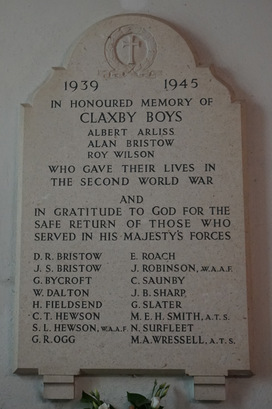 1939 1945
IN HONOURED MEMORY OF
CLAXBY BOYS
ALBERT ARLISS
ALAN BRISTOW
ROY WILSON
WHO GAVE THEIR LIVES IN
THE SECOND WORLD WAR
AND
IN GRATITUDE TO GOD FOR THE
SAFE RETURN OF THOSE WHO
SERVED IN HIS MAJESTY'S FORCES
D. R. BRISTOW E. ROACH
J. S. BRISTOW J. ROBINSON, W.A.A.F.
G. BYCROFT C. SAUNBY
W. DALTON J. B. SHARP
H. FIELDSEND G. SLATER
C. T. HEWSON M. E. H. SMITH, A.T.S.
S. L. HEWSON, W.A.A.F. N. SURFLEET
G. R. OGG M. A. WRESSELL, A.T.S.